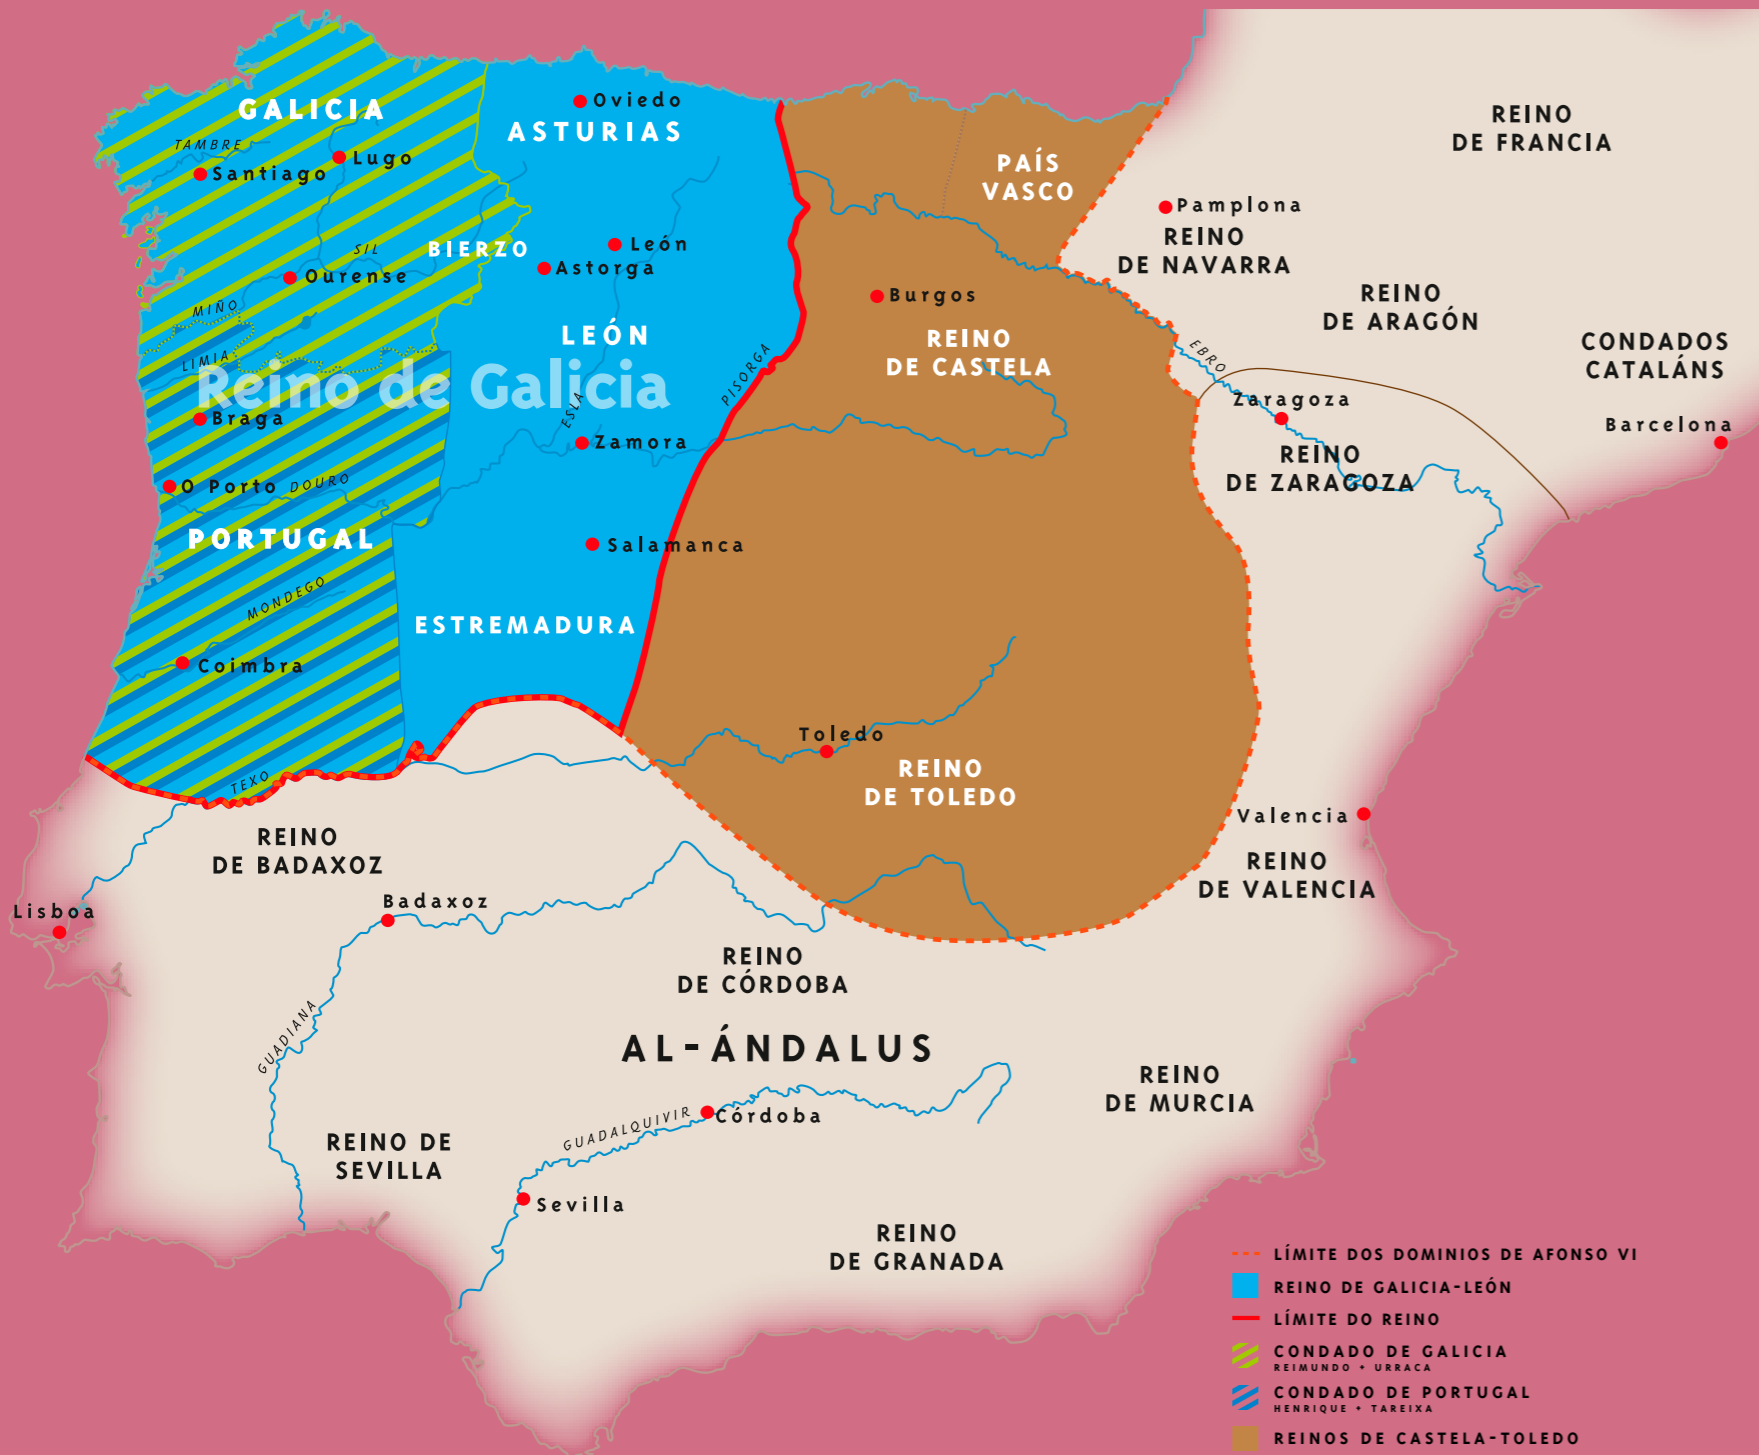 GALICIA
TAMBRE
Lugo
Santiago
SIL
Ourense
MIÑO
LIMIA
BIERZO
Oviedo
ASTURIAS
León
Astorga
LEÓN
Reino de Galicia
Braga
O Porto
DOURO
PORTUGAL
MONDEGO
Coimbra
TEXO
ESLA
Zamora
Salamanca
ESTREMADURA
PISORGA
PAÍS
VASCO
Burgos
REINO
DE CASTELA
Toledo
REINO
DE TOLEDO
REINO
DE FRANCIA
Pamplona
REINO
DE NAVARRA
REINO
DE ARAGÓN
CONDADOS
CATALÁNS
EBRO
Zaragoza
REINO
DE ZARAGOZA
Barcelona
Valencia
REINO
DE VALENCIA
REINO
DE BADAXOZ
Badaxoz
Lisboa
REINO
DE CÓRDOBA
AL-ÁNDALUS
GUADIANA
GUADALQUIVIR
Córdoba
REINO DE
SEVILLA
Sevilla
REINO
DE MURCIA
REINO
DE GRANADA
LÍMITE DOS DOMINIOS DE AFONSO VI
REINO DE GALICIA-LEÓN
LÍMITE DO REINO
CONDADO DE GALICIA
REIMUNDO + URRACA
CONDADO DE PORTUGAL
HENRIQUE + TAREIXA
REINOS DE CASTELA-TOLEDO